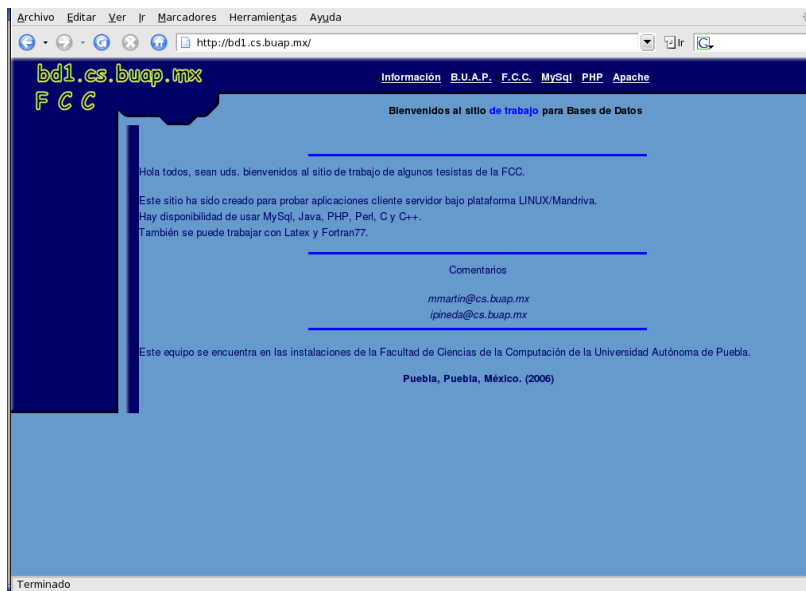 Archivo Editar Ver Ir Marcadores Herramientas Ayuda
http://bd1.cs.buap.mx/ Ir
bd1.cs.buap.mx
F C C
Información B.U.A.P. F.C.C. MySql PHP Apache
Bienvenidos al sitio de trabajo para Bases de Datos
Hola todos, sean uds. bienvenidos al sitio de trabajo de algunos tesistas de la FCC.
Este sitio ha sido creado para probar aplicaciones cliente servidor bajo plataforma LINUX/Mandriva.
Hay disponibilidad de usar MySql, Java, PHP, Perl, C y C++.
También se puede trabajar con Latex y Fortran77.
Comentarios
mmartin@cs.buap.mx
ipineda@cs.buap.mx
Este equipo se encuentra en las instalaciones de la Facultad de Ciencias de la Computación de la Universidad Autónoma de Puebla.
Puebla, Puebla, México. (2006)
Terminado